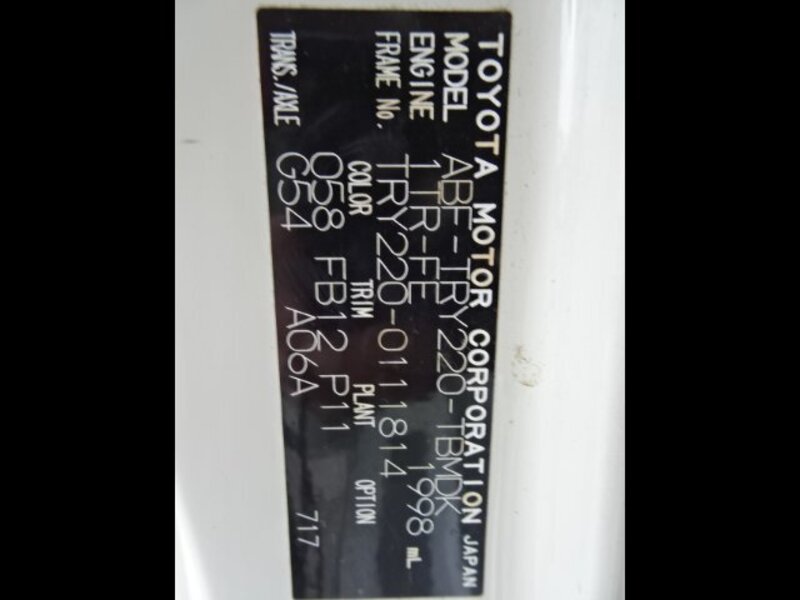 TOYOTA MOTOR CORPORATION JAPAN
MODEL ABF-TRY220-TBMDK
ENGINE 1TR-FE 1998 mL
FRAME No. TRY220-0111814
COLOR TRIM PLANT OPTION
058 FB12 P11
TRANS./AXLE G54 A06A 717